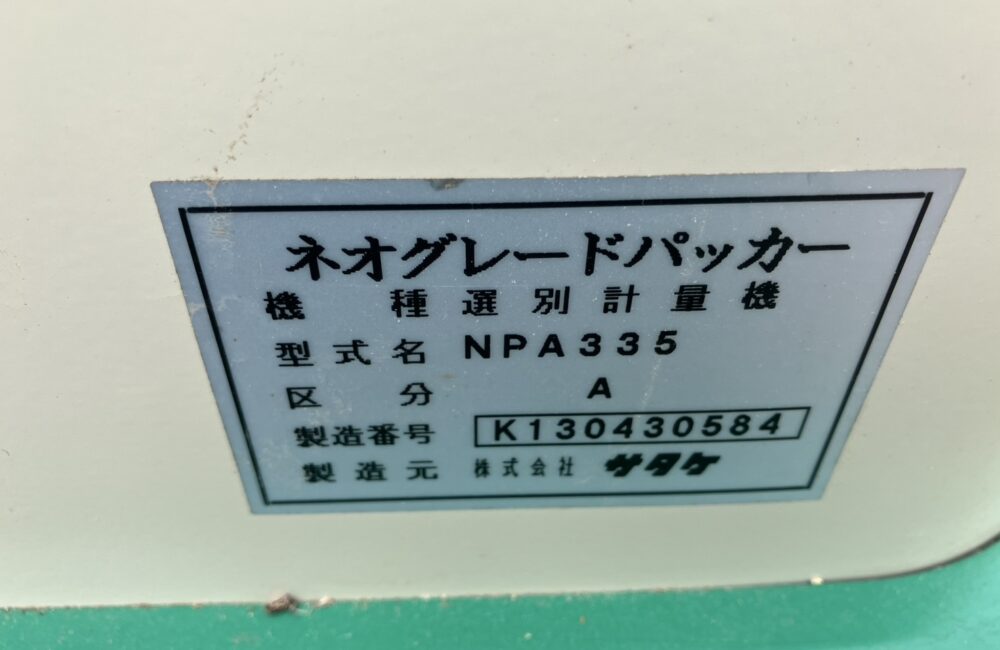 ネオグレードパッカー
機種 選別計量機
型式名 NPA335
区分 A
製造番号 K130430584
製造元 株式会社 サタケ